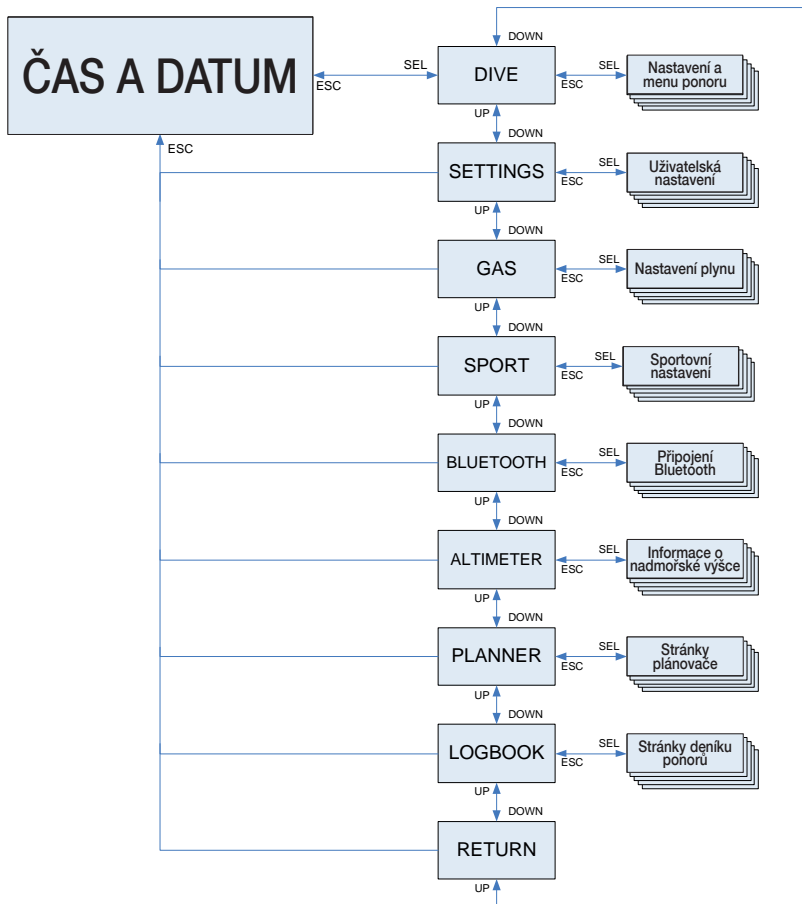 DOWN
ČAS A DATUM
SEL
ESC
DIVE
SEL
ESC
Nastavení a
menu ponoru
UP
DOWN
ESC
SETTINGS
SEL
ESC
Uživatelská
nastavení
UP
DOWN
GAS
SEL
ESC
Nastavení plynu
UP
DOWN
SPORT
SEL
ESC
Sportovní
nastavení
UP
DOWN
BLUETOOTH
SEL
ESC
Připojení
Bluetooth
UP
DOWN
ALTIMETER
SEL
ESC
Informace o
nadmořské výšce
UP
DOWN
PLANNER
SEL
ESC
Stránky
plánovače
UP
DOWN
LOGBOOK
SEL
ESC
Stránky deníku
ponorů
UP
DOWN
RETURN
UP